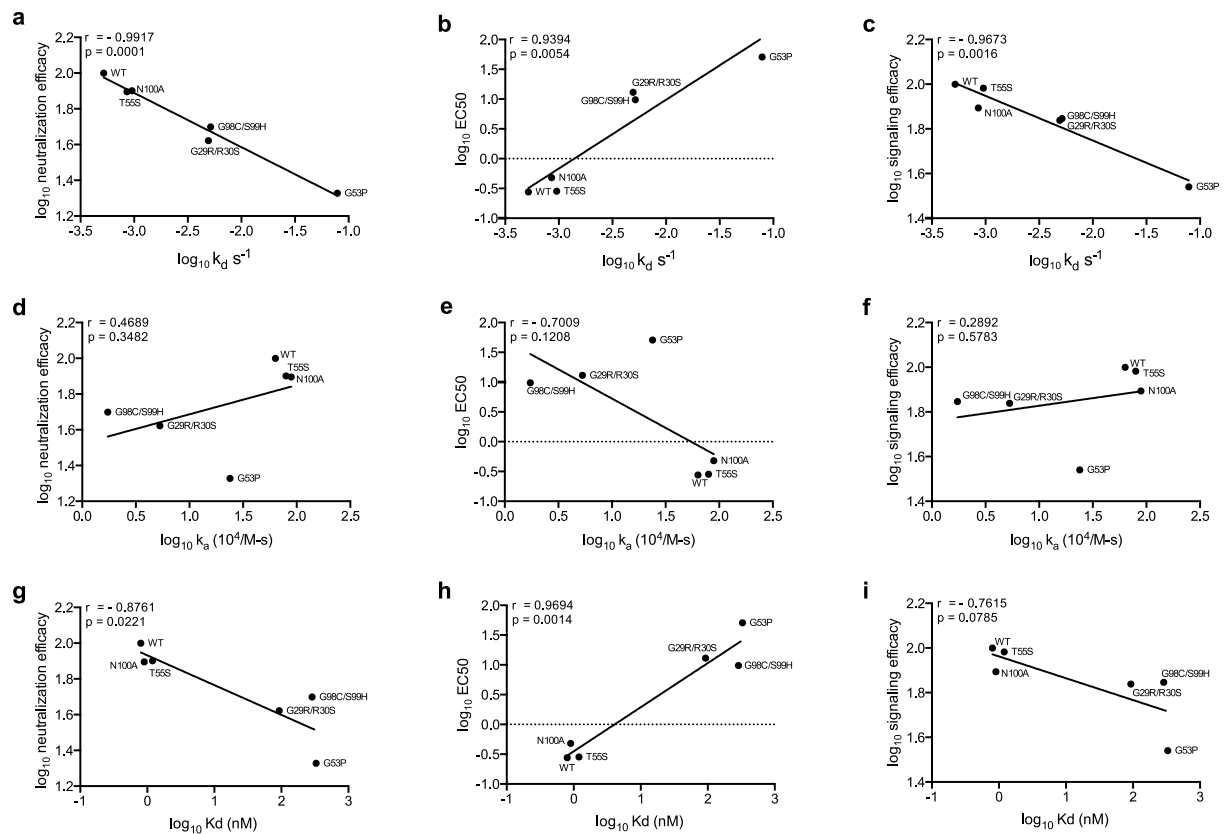 a
r = - 0.9917
p = 0.0001
2.2
2.0
1.8
1.6
1.4
1.2
WT
N100A
T55S
G98C/S99H
G29R/R30S
G53P
-3.5 -3.0 -2.5 -2.0 -1.5 -1.0
log10 neutralization efficacy
log10 kd s-1
b
r = 0.9394
p = 0.0054
2.0
1.5
1.0
0.5
0.0
-0.5
-1.0
G53P
G29R/R30S
G98C/S99H
N100A
WT
T55S
-3.5 -3.0 -2.5 -2.0 -1.5 -1.0
log10 EC50
log10 kd s-1
c
r = - 0.9673
p = 0.0016
2.2
2.0
1.8
1.6
1.4
WT
T55S
N100A
G98C/S99H
G29R/R30S
G53P
-3.5 -3.0 -2.5 -2.0 -1.5 -1.0
log10 signaling efficacy
log10 kd s-1
d
r = 0.4689
p = 0.3482
2.2
2.0
1.8
1.6
1.4
1.2
WT
T55S
N100A
G98C/S99H
G29R/R30S
G53P
0.0 0.5 1.0 1.5 2.0 2.5
log10 neutralization efficacy
log10 ka (104/M-s)
e
r = - 0.7009
p = 0.1208
2.0
1.5
1.0
0.5
0.0
-0.5
-1.0
G53P
G29R/R30S
G98C/S99H
N100A
T55S
WT
0.0 0.5 1.0 1.5 2.0 2.5
log10 EC50
log10 ka (104/M-s)
f
r = 0.2892
p = 0.5783
2.2
2.0
1.8
1.6
1.4
WT
T55S
N100A
G98C/S99H
G29R/R30S
G53P
0.0 0.5 1.0 1.5 2.0 2.5
log10 signaling efficacy
log10 ka (104/M-s)
g
r = - 0.8761
p = 0.0221
2.2
2.0
1.8
1.6
1.4
1.2
WT
N100A
T55S
G98C/S99H
G29R/R30S
G53P
-1 0 1 2 3
log10 neutralization efficacy
log10 Kd (nM)
h
r = 0.9694
p = 0.0014
2.0
1.5
1.0
0.5
0.0
-0.5
-1.0
G53P
G29R/R30S
G98C/S99H
N100A
T55S
WT
-1 0 1 2 3
log10 EC50
log10 Kd (nM)
i
r = - 0.7615
p = 0.0785
2.2
2.0
1.8
1.6
1.4
WT
T55S
N100A
G98C/S99H
G29R/R30S
G53P
-1 0 1 2 3
log10 signaling efficacy
log10 Kd (nM)